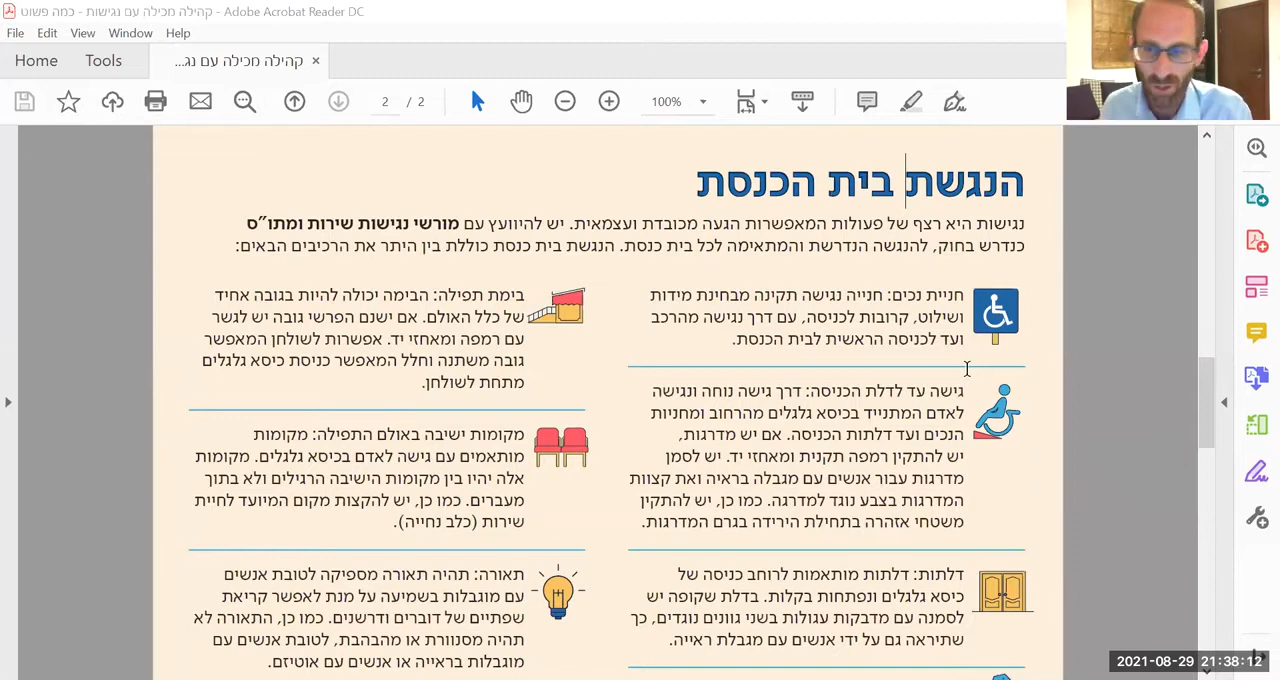 קהילה מכילה עם נגישות - כמה פשוט - Adobe Acrobat Reader DC
File Edit View Window Help
Home Tools קהילה מכילה עם נג... ×
2 / 2 100%
הנגשת בית הכנסת
נגישות היא רצף של פעולות המאפשרות הגעה מכובדת ועצמאית. יש להיוועץ עם מורשי נגישות שירות ומתו"ס
כנדרש בחוק, להנגשה הנדרשת והמתאימה לכל בית כנסת. הנגשת בית כנסת כוללת בין היתר את הרכיבים הבאים:
חניית נכים: חנייה נגישה תקינה מבחינת מידות
ושילוט, קרובות לכניסה, עם דרך נגישה מהרכב
ועד לכניסה הראשית לבית הכנסת.
גישה עד לדלת הכניסה: דרך גישה נוחה ונגישה
לאדם המתנייד בכיסא גלגלים מהרחוב ומחניות
הנכים ועד דלתות הכניסה. אם יש מדרגות,
יש להתקין רמפה תקנית ומאחזי יד. יש לסמן
מדרגות עבור אנשים עם מגבלה בראיה ואת קצוות
המדרגות בצבע נוגד למדרגה. כמו כן, יש להתקין
משטחי אזהרה בתחילת הירידה בגרם המדרגות.
דלתות: דלתות מותאמות לרוחב כניסה של
כיסא גלגלים ונפתחות בקלות. בדלת שקופה יש
לסמנה עם מדבקות עגולות בשני גוונים נוגדים, כך
שתיראה גם על ידי אנשים עם מגבלת ראייה.
בימת תפילה: הבימה יכולה להיות בגובה אחיד
של כלל האולם. אם ישנם הפרשי גובה יש לגשר
עם רמפה ומאחזי יד. אפשרות לשולחן המאפשר
גובה משתנה וחלל המאפשר כניסת כיסא גלגלים
מתחת לשולחן.
מקומות ישיבה באולם התפילה: מקומות
מותאמים עם גישה לאדם בכיסא גלגלים. מקומות
אלה יהיו בין מקומות הישיבה הרגילים ולא בתוך
מעברים. כמו כן, יש להקצות מקום המיועד לחיית
שירות (כלב נחייה).
תאורה: תהיה תאורה מספיקה לטובת אנשים
עם מוגבלות בשמיעה על מנת לאפשר קריאת
שפתיים של דוברים ודרשנים. כמו כן, התאורה לא
תהיה מסנוורת או מהבהבת, לטובת אנשים עם
מוגבלות בראייה או אנשים עם אוטיזם.
2021-08-29 21:38:12